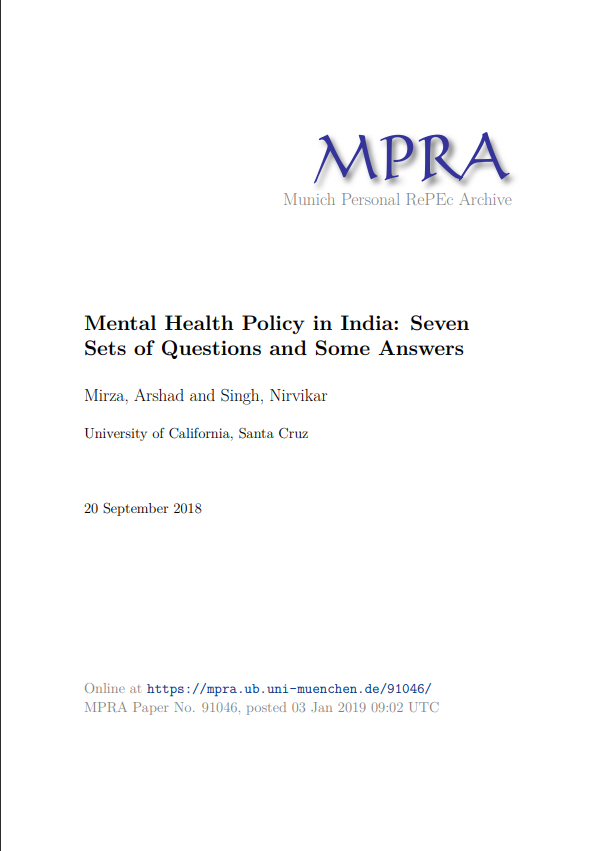 MPRA
Munich Personal RePEc Archive
Mental Health Policy in India: Seven
Sets of Questions and Some Answers
Mirza, Arshad and Singh, Nirvikar
University of California, Santa Cruz
20 September 2018
Online at https://mpra.ub.uni-muenchen.de/91046/
MPRA Paper No. 91046, posted 03 Jan 2019 09:02 UTC